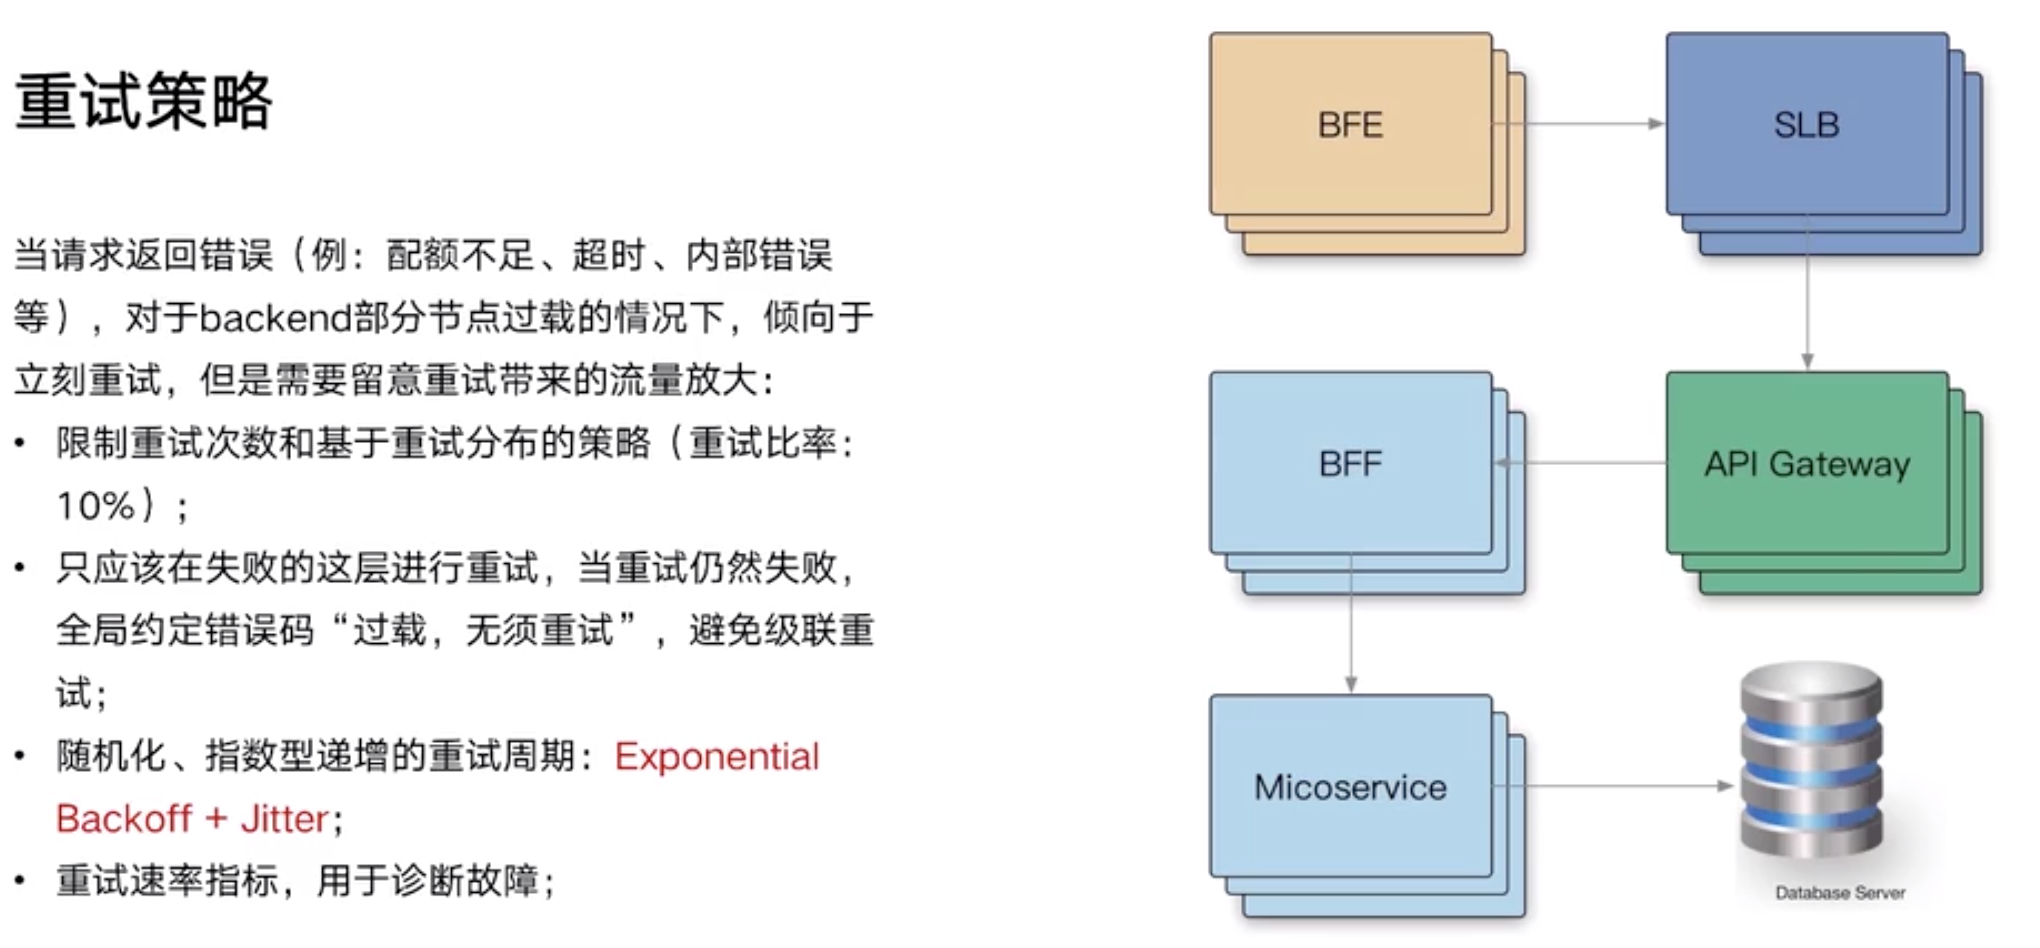 重试策略
当请求返回错误（例：配额不足、超时、内部错误
等），对于backend部分节点过载的情况下，倾向于
立刻重试，但是需要留意重试带来的流量放大：
• 限制重试次数和基于重试分布的策略（重试比率：
10%）；
• 只应该在失败的这层进行重试，当重试仍然失败，
全局约定错误码“过载，无须重试”，避免级联重
试；
• 随机化、指数型递增的重试周期：Exponential
Backoff + Jitter；
• 重试速率指标，用于诊断故障；
BFE
SLB
BFF
API Gateway
Micoservice
Database Server